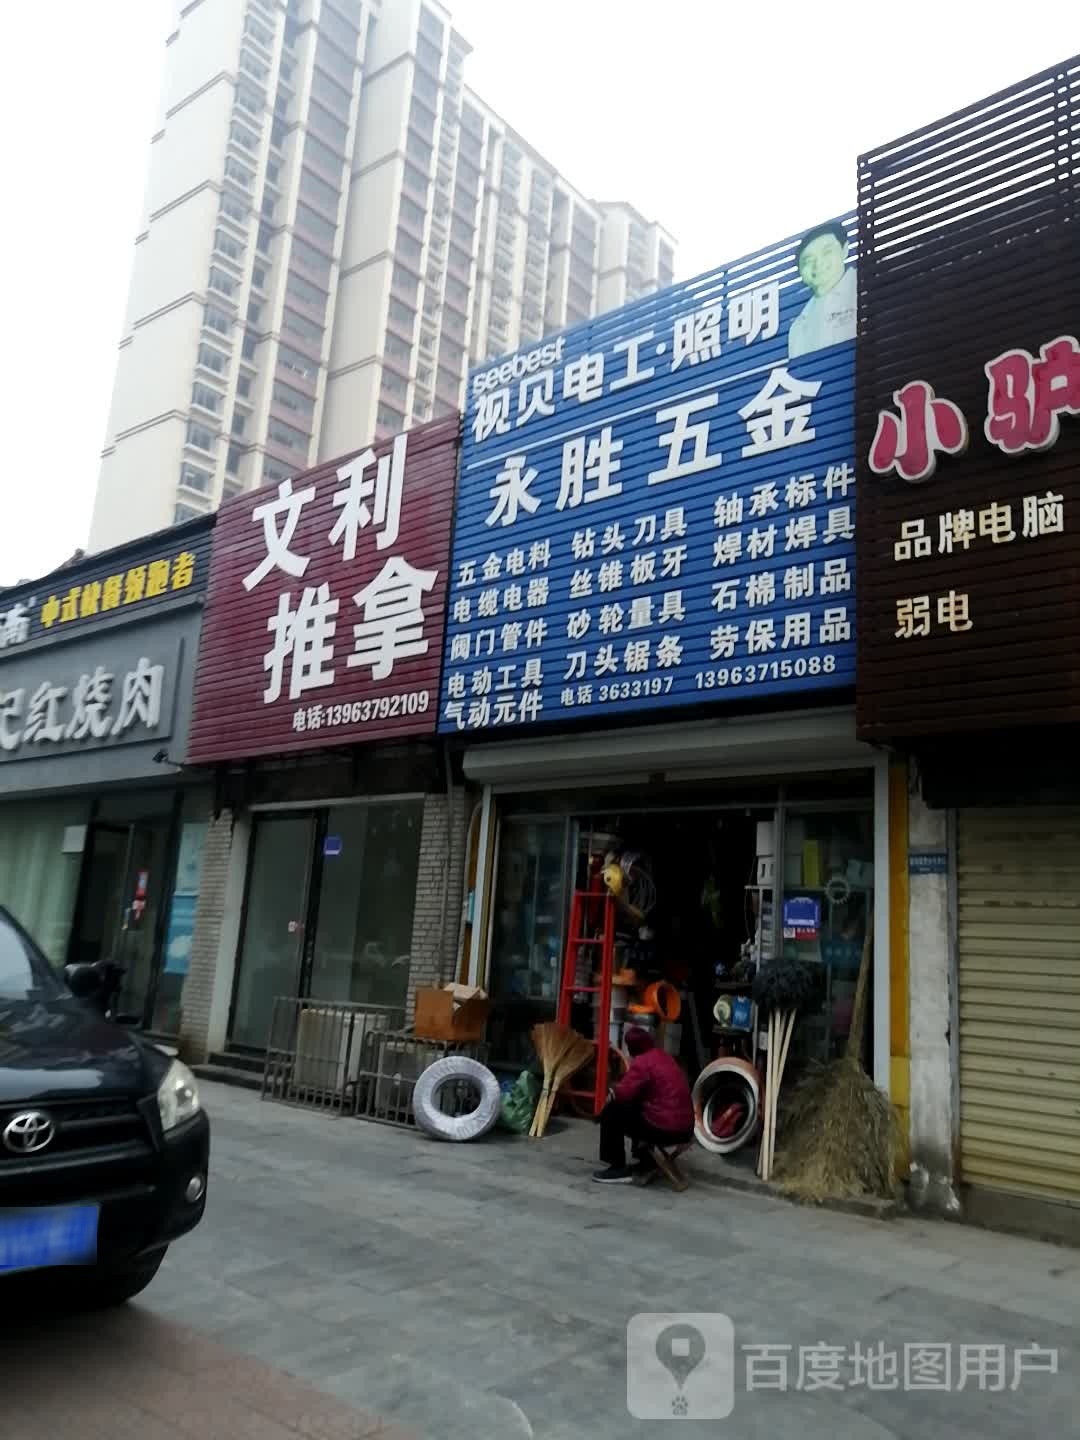 中式快餐领跑者
记红烧肉
文利
推拿
电话:13963792109
seebest
视贝电工·照明
永胜五金
五金电料 钻头刀具 轴承标件
电缆电器 丝锥板牙 焊材焊具
阀门管件 砂轮量具 石棉制品
电动工具 刀头锯条 劳保用品
气动元件 电话 3633197 13963715088
小驴
品牌电脑
弱电
百度地图用户